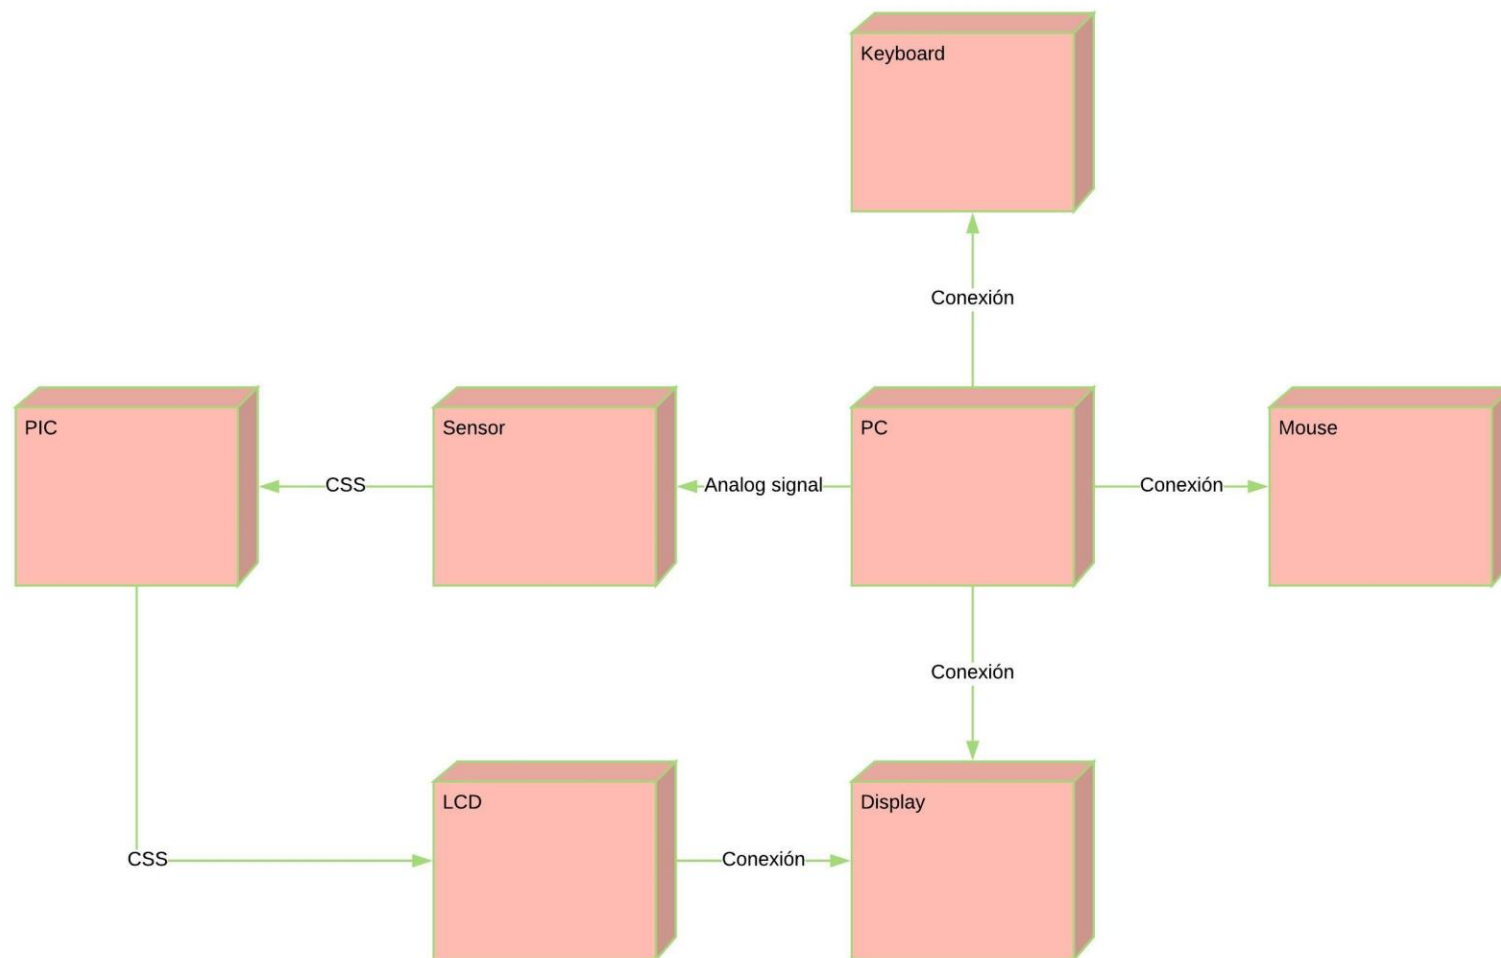 Keyboard
Conexión
PIC
Sensor
PC
Mouse
CSS
Analog signal
Conexión
Conexión
LCD
Display
CSS
Conexión